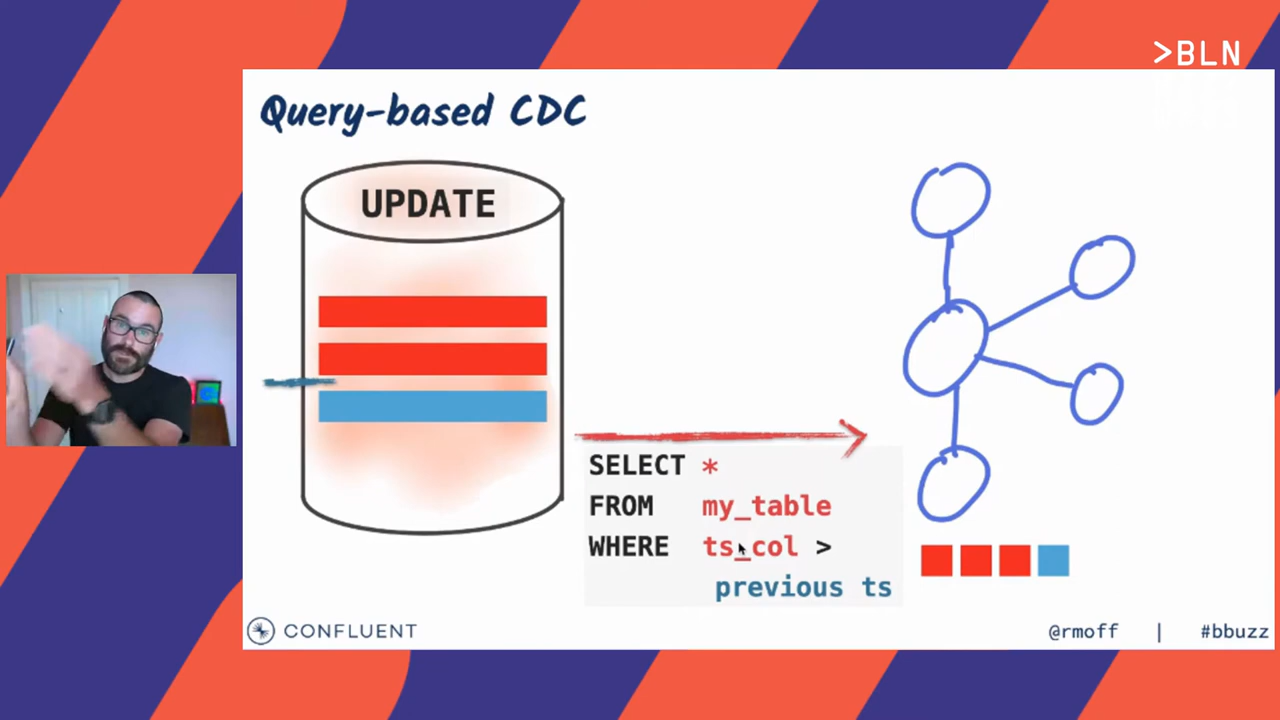 >BLN
Query-based CDC
UPDATE
SELECT *
FROM my_table
WHERE ts_col >
previous ts
CONFLUENT
@rmoff | #bbuzz